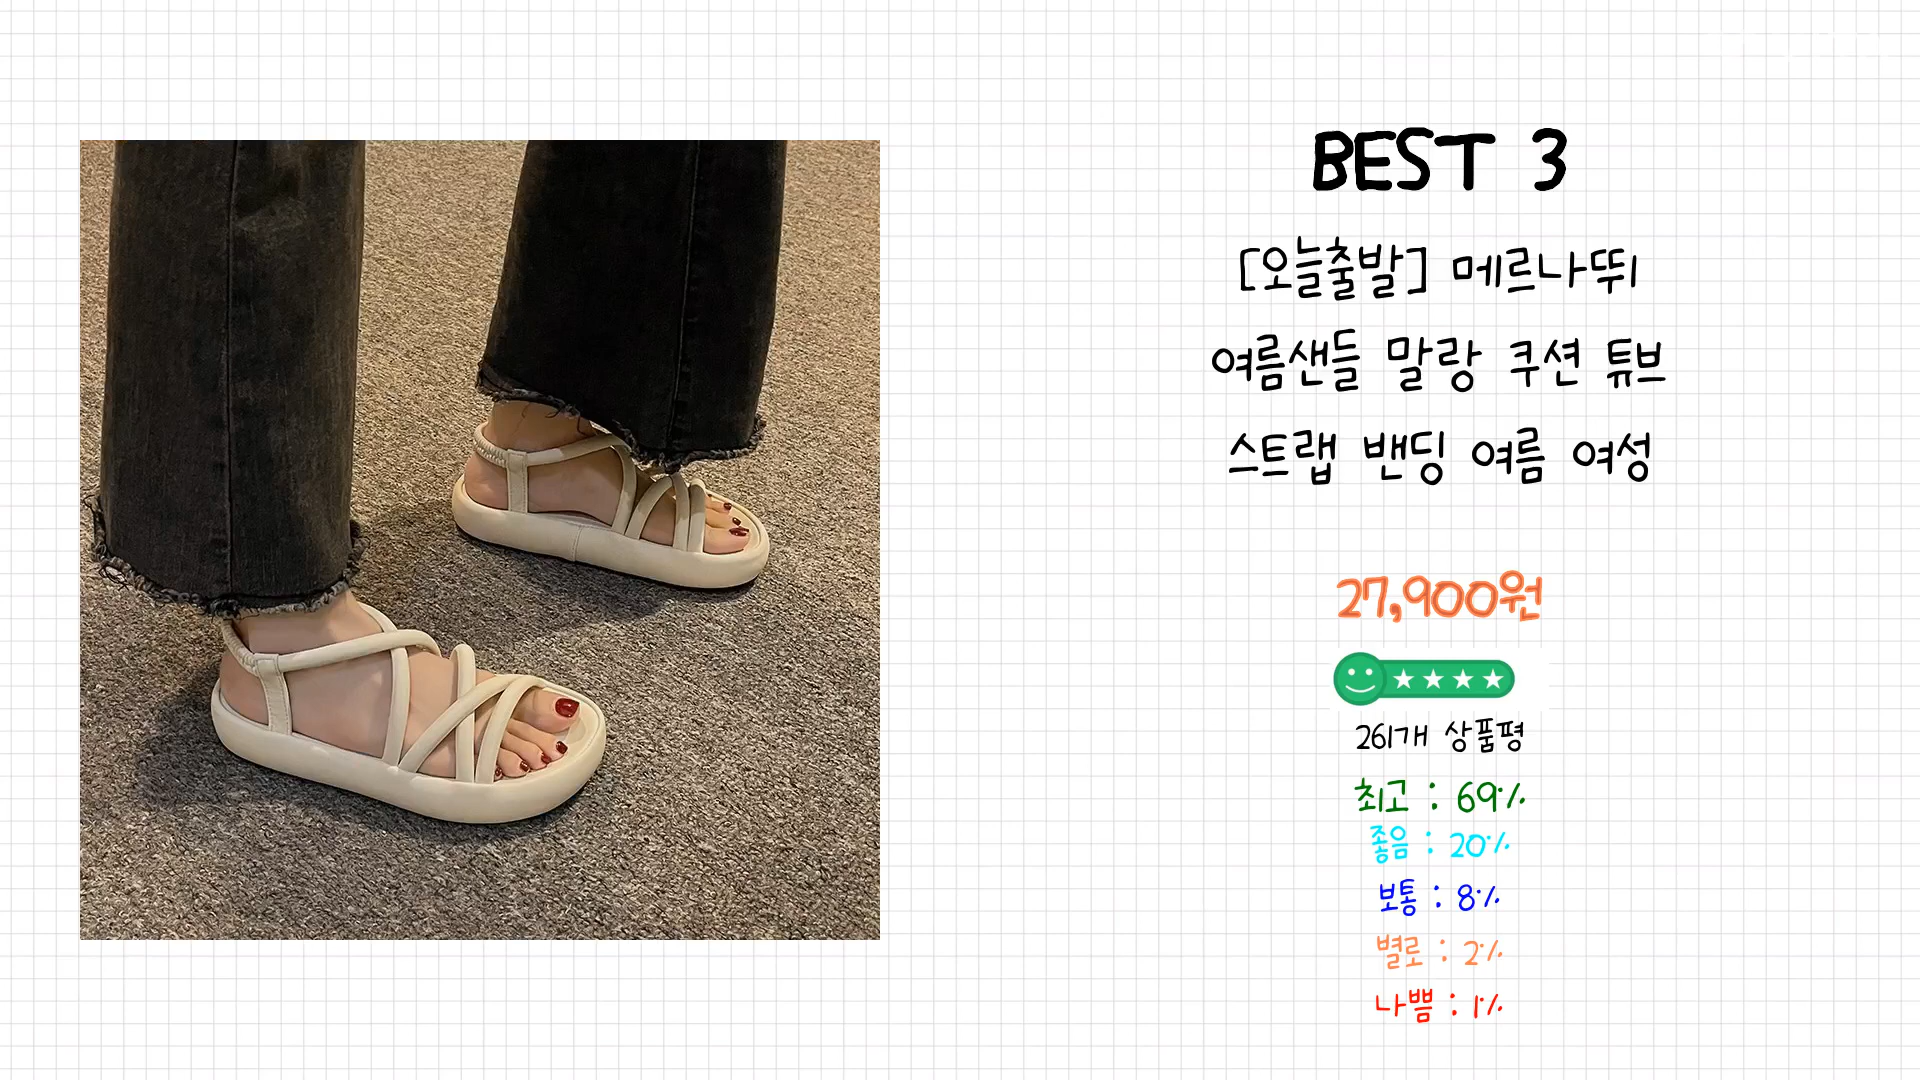 BEST 3
[오늘출발] 메르나뛰
여름샌들 말랑 쿠션 튜브
스트랩 밴딩 여름 여성
27,900원
261개 상품평
최고 : 69%
좋음 : 20%
보통 : 8%
별로 : 2%
나쁨 : 1%